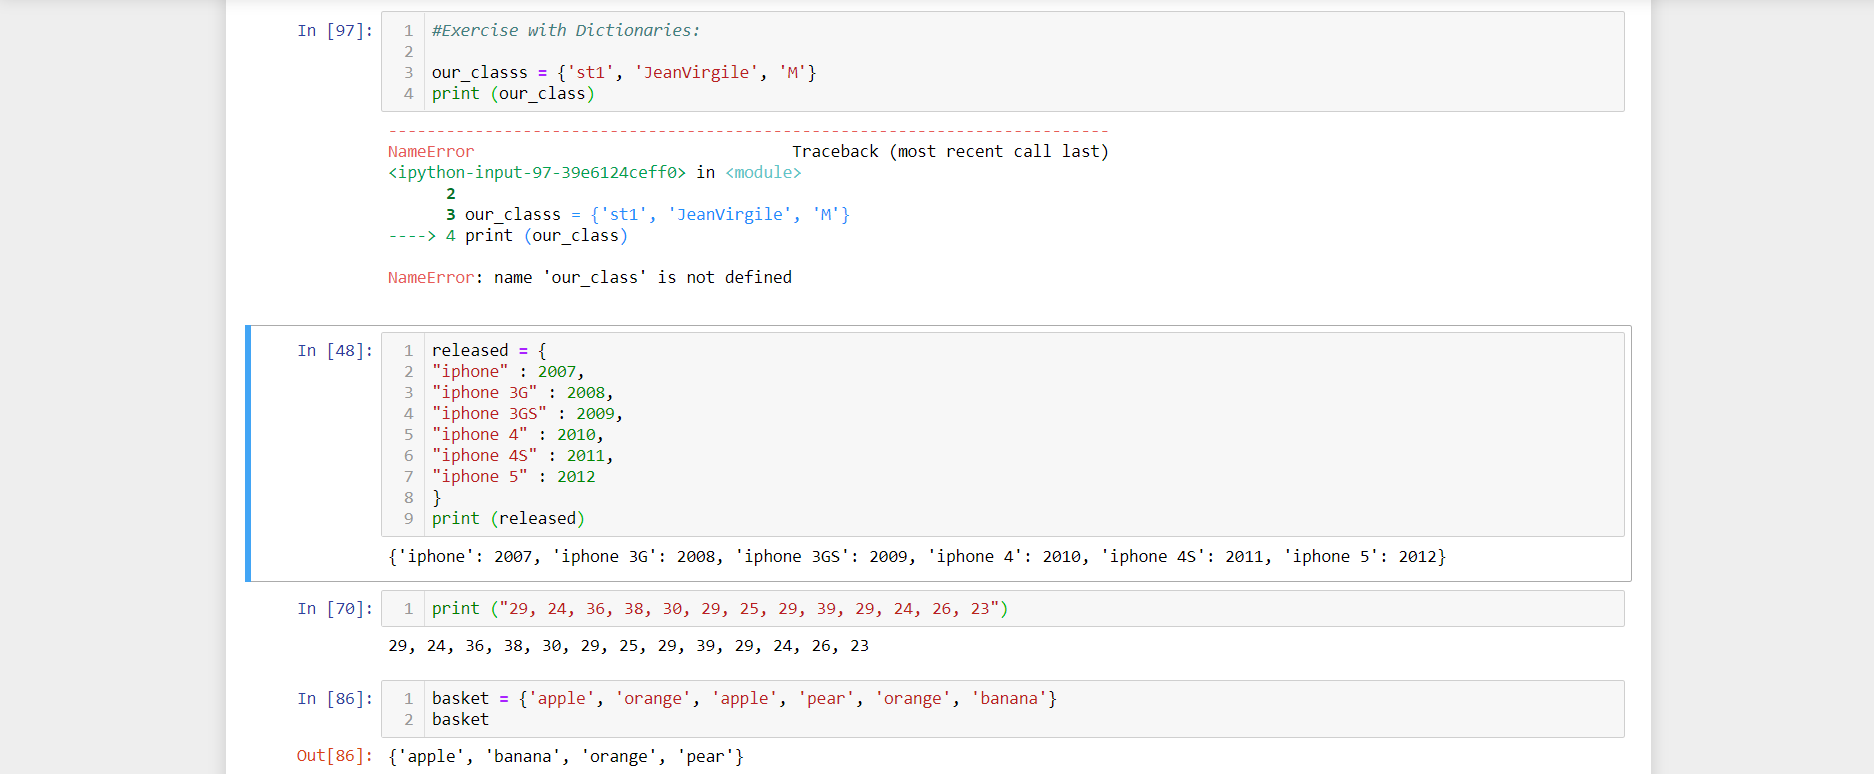 In [97]:
1 #Exercise with Dictionaries:
2
3 our_classs = {'st1', 'JeanVirgile', 'M'}
4 print (our_class)
---------------------------------------------------------------------------
NameError                                 Traceback (most recent call last)
<ipython-input-97-39e6124ceff0> in <module>
      2
      3 our_classs = {'st1', 'JeanVirgile', 'M'}
----> 4 print (our_class)
NameError: name 'our_class' is not defined
In [48]:
1 released = {
2 "iphone" : 2007,
3 "iphone 3G" : 2008,
4 "iphone 3GS" : 2009,
5 "iphone 4" : 2010,
6 "iphone 4S" : 2011,
7 "iphone 5" : 2012
8 }
9 print (released)
{'iphone': 2007, 'iphone 3G': 2008, 'iphone 3GS': 2009, 'iphone 4': 2010, 'iphone 4S': 2011, 'iphone 5': 2012}
In [70]:
1 print ("29, 24, 36, 38, 30, 29, 25, 29, 39, 29, 24, 26, 23")
29, 24, 36, 38, 30, 29, 25, 29, 39, 29, 24, 26, 23
In [86]:
1 basket = {'apple', 'orange', 'apple', 'pear', 'orange', 'banana'}
2 basket
Out[86]: {'apple', 'banana', 'orange', 'pear'}